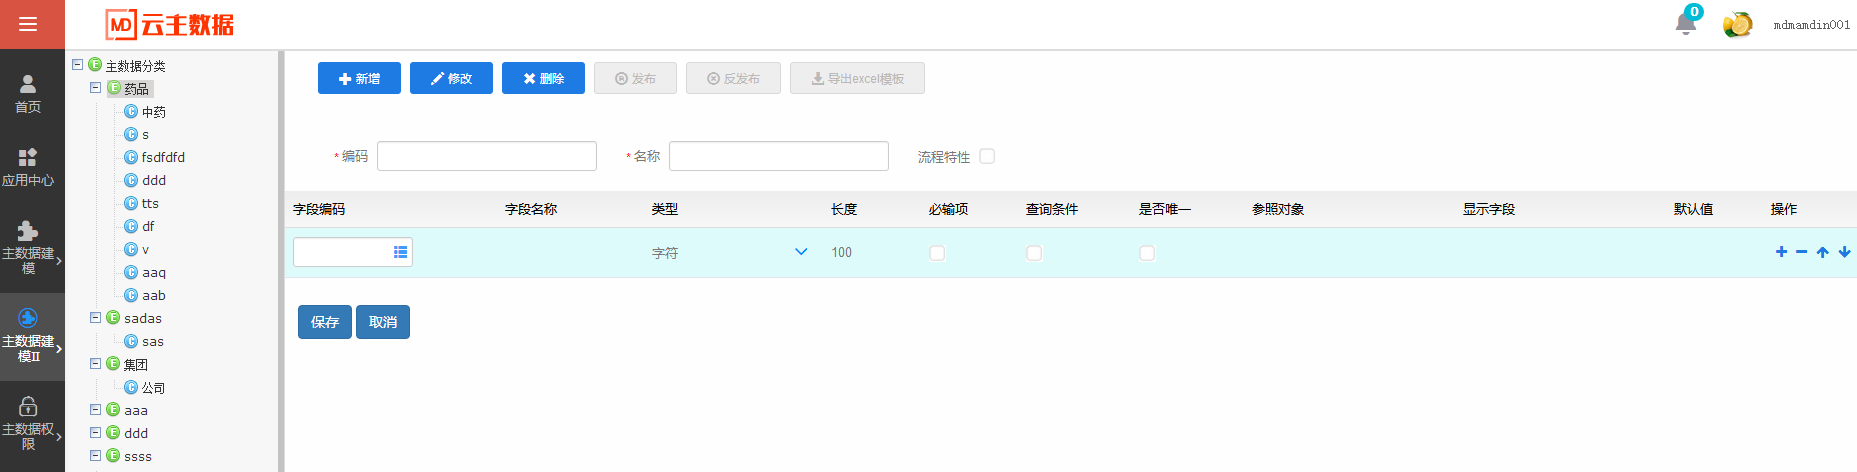 MD 云主数据
0
mdmamdin001
首页
应用中心
主数据建
模
主数据建
模II
主数据权
限
主数据分类
药品
中药
s
fsdfdfd
ddd
tts
df
v
aaq
aab
sadas
sas
集团
公司
aaa
ddd
ssss
新增 修改 删除 发布 反发布 导出excel模板
*编码 *名称 流程特性
字段编码 字段名称 类型 长度 必输项 查询条件 是否唯一 参照对象 显示字段 默认值 操作
字符 100
保存 取消